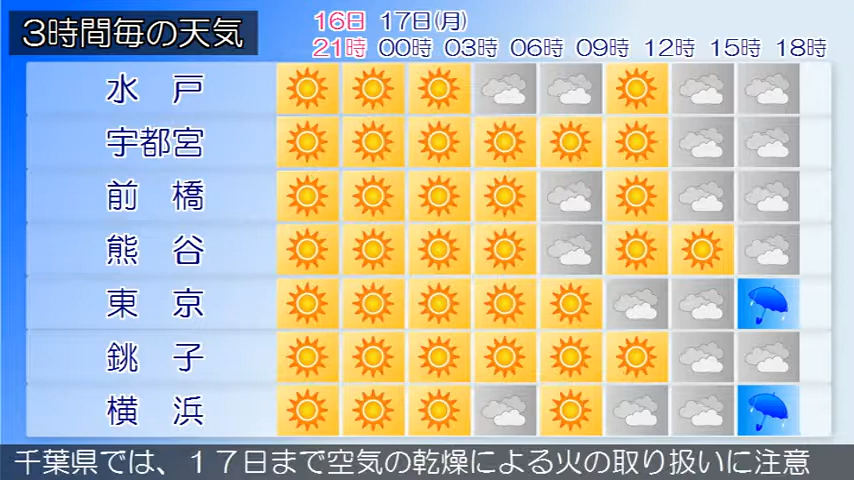 3時間毎の天気
16日 17日(月)
21時 00時 03時 06時 09時 12時 15時 18時
水 戸
宇都宮
前 橋
熊 谷
東 京
銚 子
横 浜
千葉県では、１７日まで空気の乾燥による火の取り扱いに注意